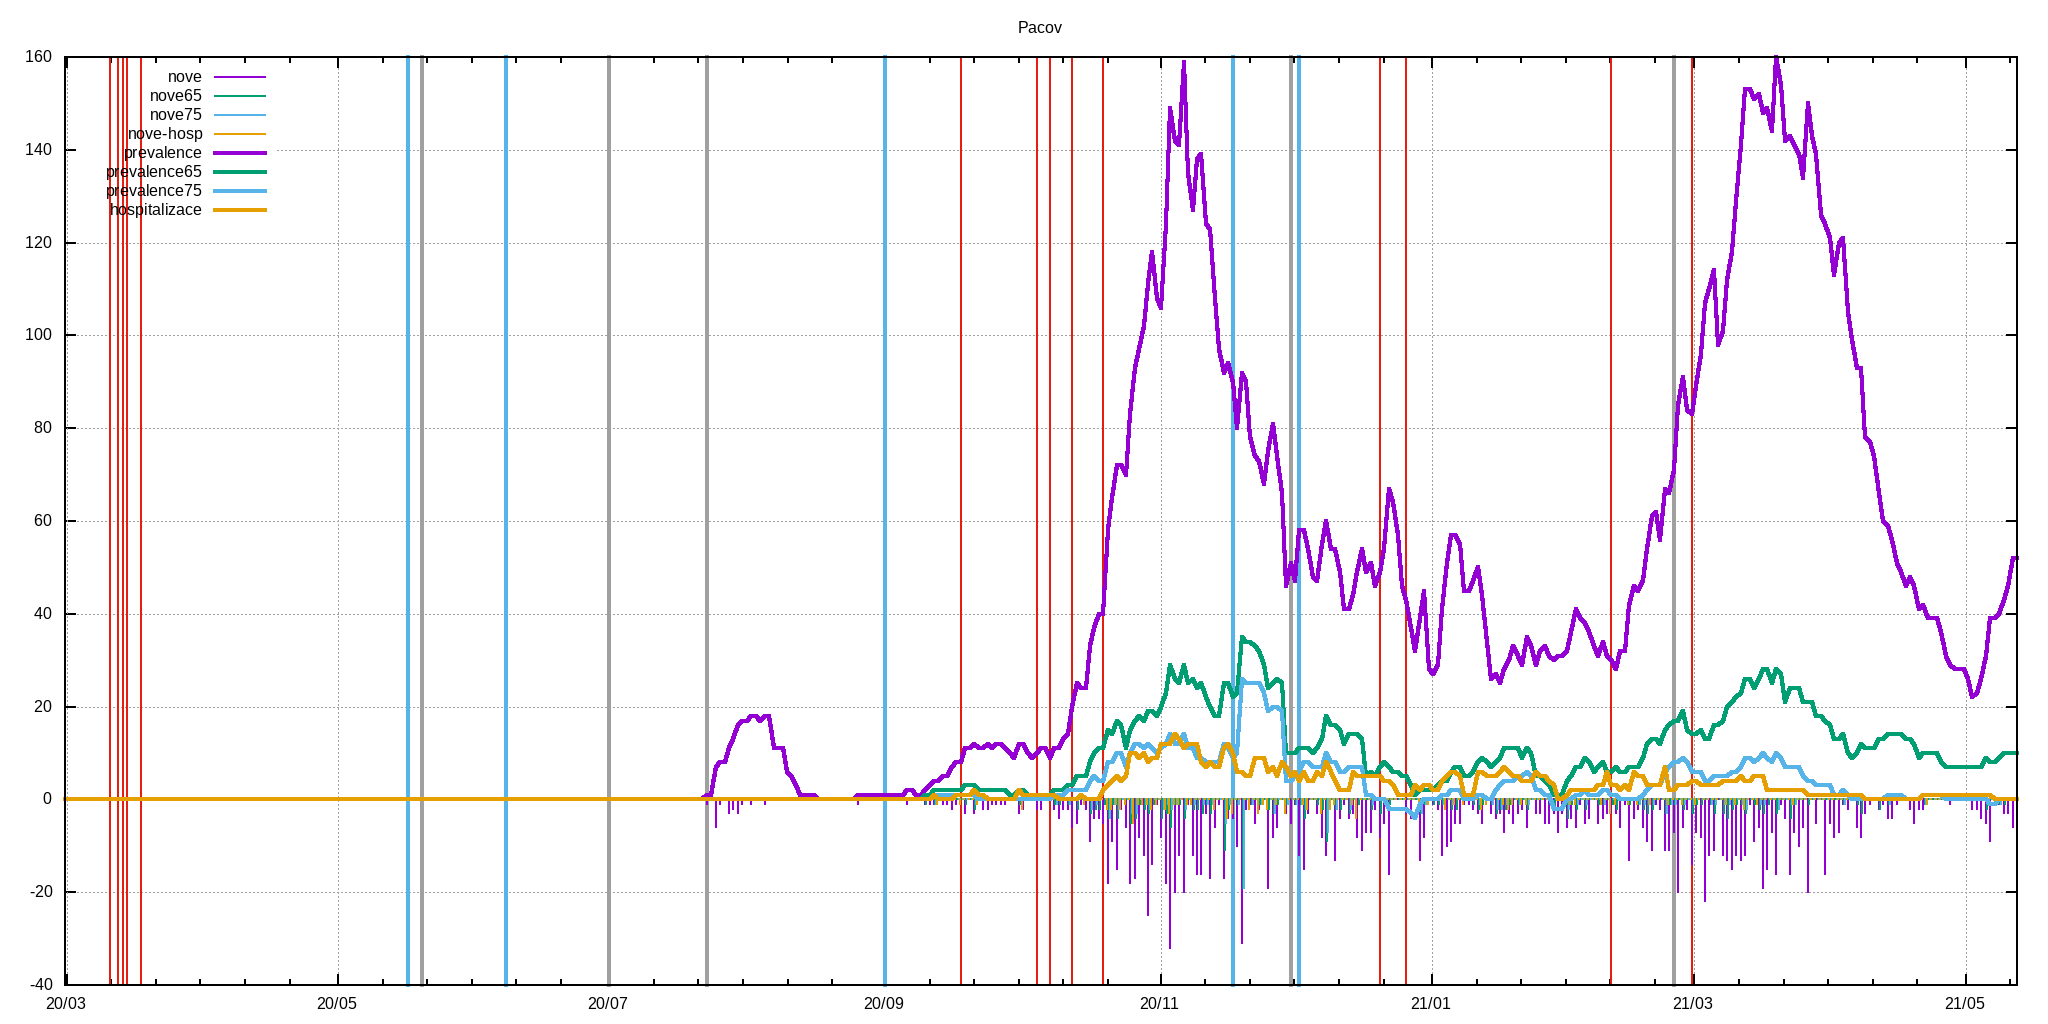 Pacov
160
140
120
100
80
60
40
20
0
-20
-40
nove
nove65
nove75
nove-hosp
prevalence
prevalence65
prevalence75
hospitalizace
20/03 20/05 20/07 20/09 20/11 21/01 21/03 21/05